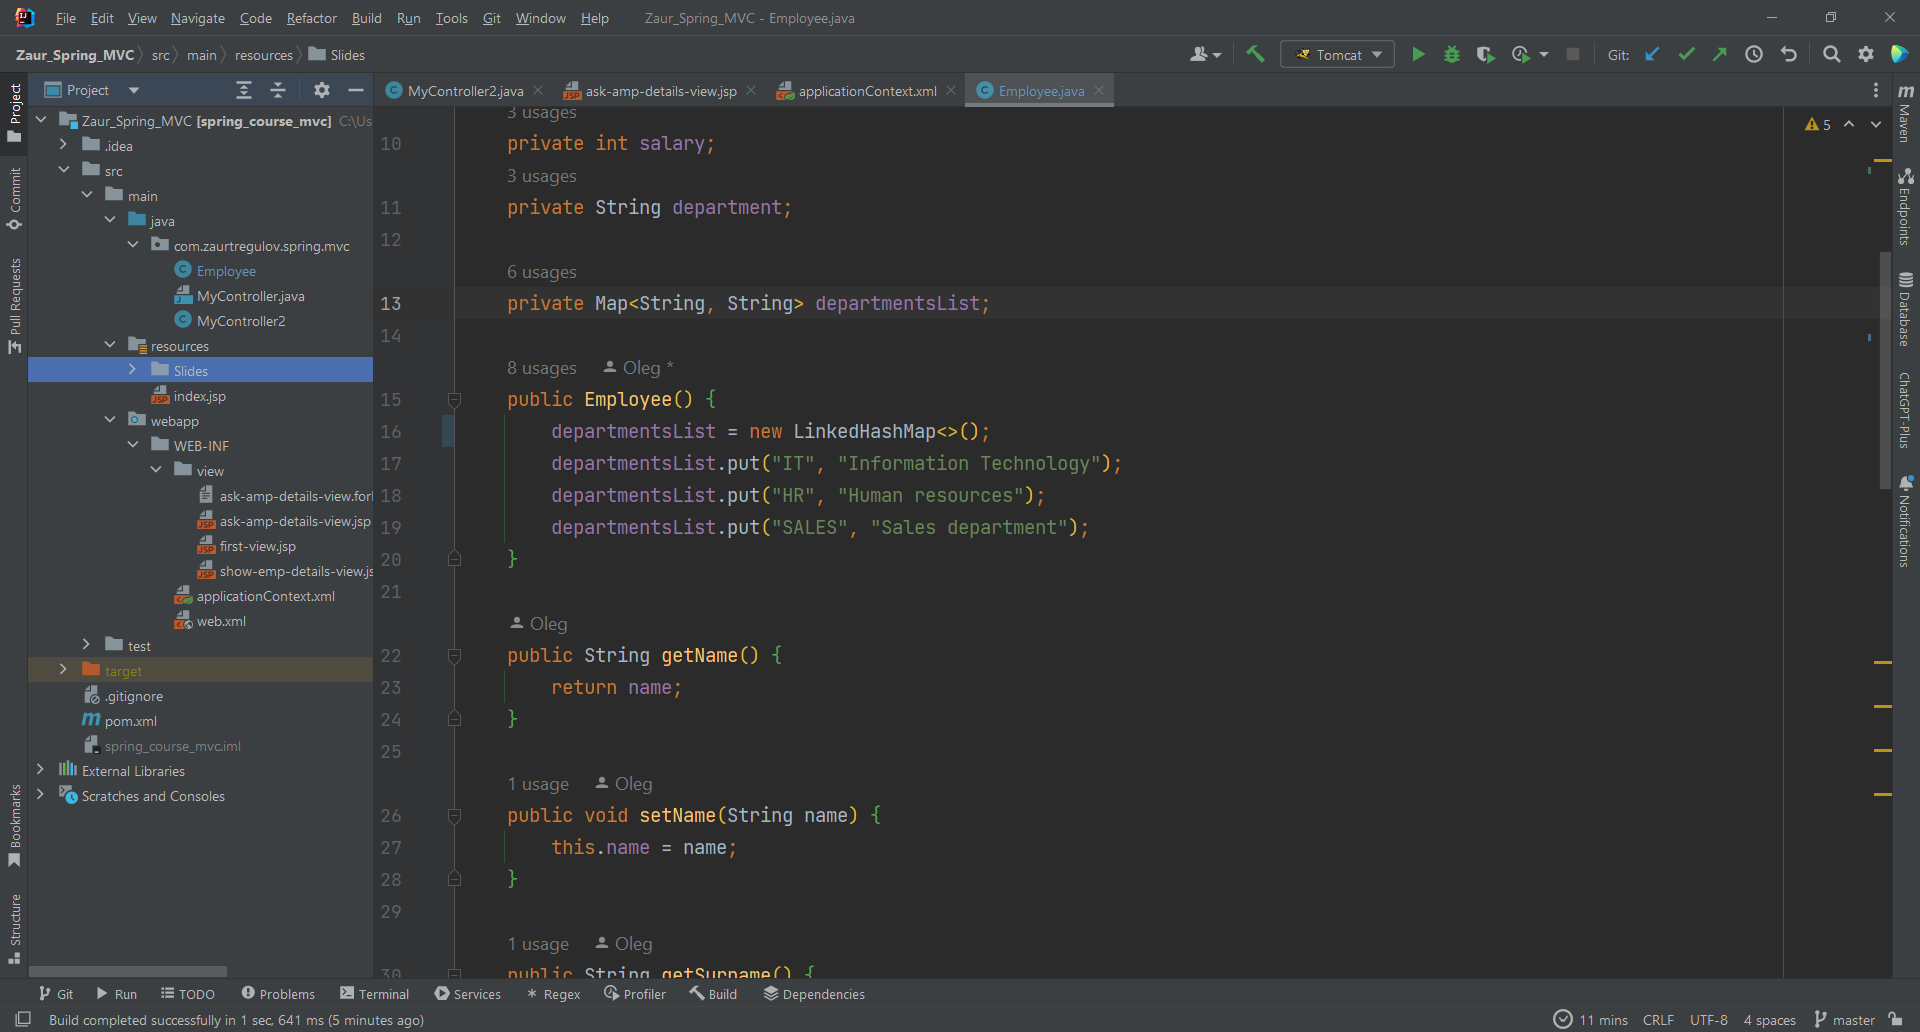 File Edit View Navigate Code Refactor Build Run Tools Git Window Help Zaur_Spring_MVC - Employee.java
Zaur_Spring_MVC src main resources Slides Tomcat Git:
Project
MyController2.java ask-amp-details-view.jsp applicationContext.xml Employee.java
Zaur_Spring_MVC [spring_course_mvc] C:\Us
.idea
src
main
java
com.zaurtregulov.spring.mvc
Employee
MyController.java
MyController2
resources
Slides
index.jsp
webapp
WEB-INF
view
ask-amp-details-view.for
ask-amp-details-view.jsp
first-view.jsp
show-emp-details-view.js
applicationContext.xml
web.xml
test
target
.gitignore
pom.xml
spring_course_mvc.iml
External Libraries
Scratches and Consoles
Project
Commit
Pull Requests
Bookmarks
Structure
3 usages
10 private int salary;
3 usages
11 private String department;
12
6 usages
13 private Map<String, String> departmentsList;
14
8 usages Oleg *
15 public Employee() {
16 departmentsList = new LinkedHashMap<>();
17 departmentsList.put("IT", "Information Technology");
18 departmentsList.put("HR", "Human resources");
19 departmentsList.put("SALES", "Sales department");
20 }
21
Oleg
22 public String getName() {
23 return name;
24 }
25
1 usage Oleg
26 public void setName(String name) {
27 this.name = name;
28 }
29
1 usage Oleg
30 public String getSurname() {
5
Maven
Endpoints
Database
ChatGPT-Plus
Notifications
Git Run TODO Problems Terminal Services Regex Profiler Build Dependencies
Build completed successfully in 1 sec, 641 ms (5 minutes ago) 11 mins CRLF UTF-8 4 spaces master